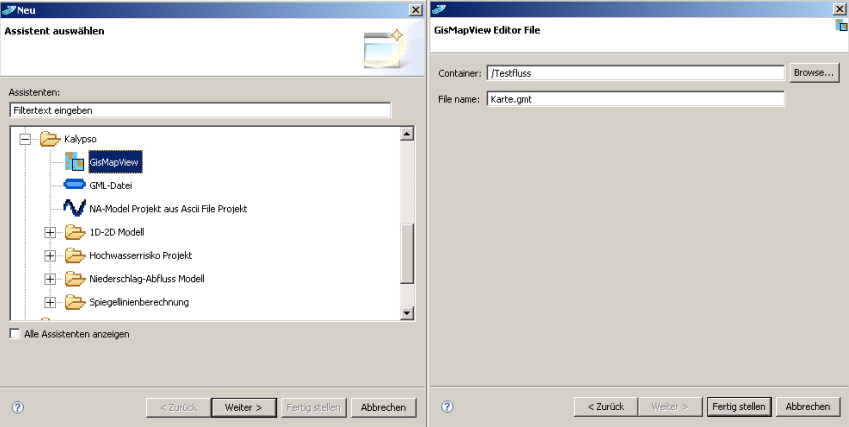 Neu
Assistent auswählen
Assistenten:
Filtertext eingeben
Kalypso
GisMapView
GML-Datei
NA-Model Projekt aus Ascii File Projekt
1D-2D Modell
Hochwasserrisiko Projekt
Niederschlag-Abfluss Modell
Spiegellinienberechnung
Alle Assistenten anzeigen
? < Zurück Weiter > Fertig stellen Abbrechen
GisMapView Editor File
Container: /Testfluss Browse...
File name: Karte.gmt
? < Zurück Weiter > Fertig stellen Abbrechen